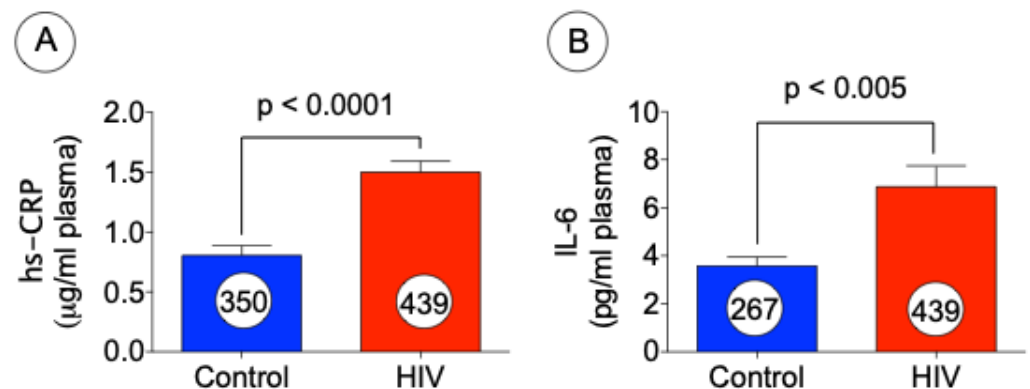 A
p < 0.0001
hs-CRP
(μg/ml plasma)
2.0
1.5
1.0
0.5
0.0
350
439
Control
HIV
B
p < 0.005
IL-6
(pg/ml plasma)
10
8
6
4
2
0
267
439
Control
HIV